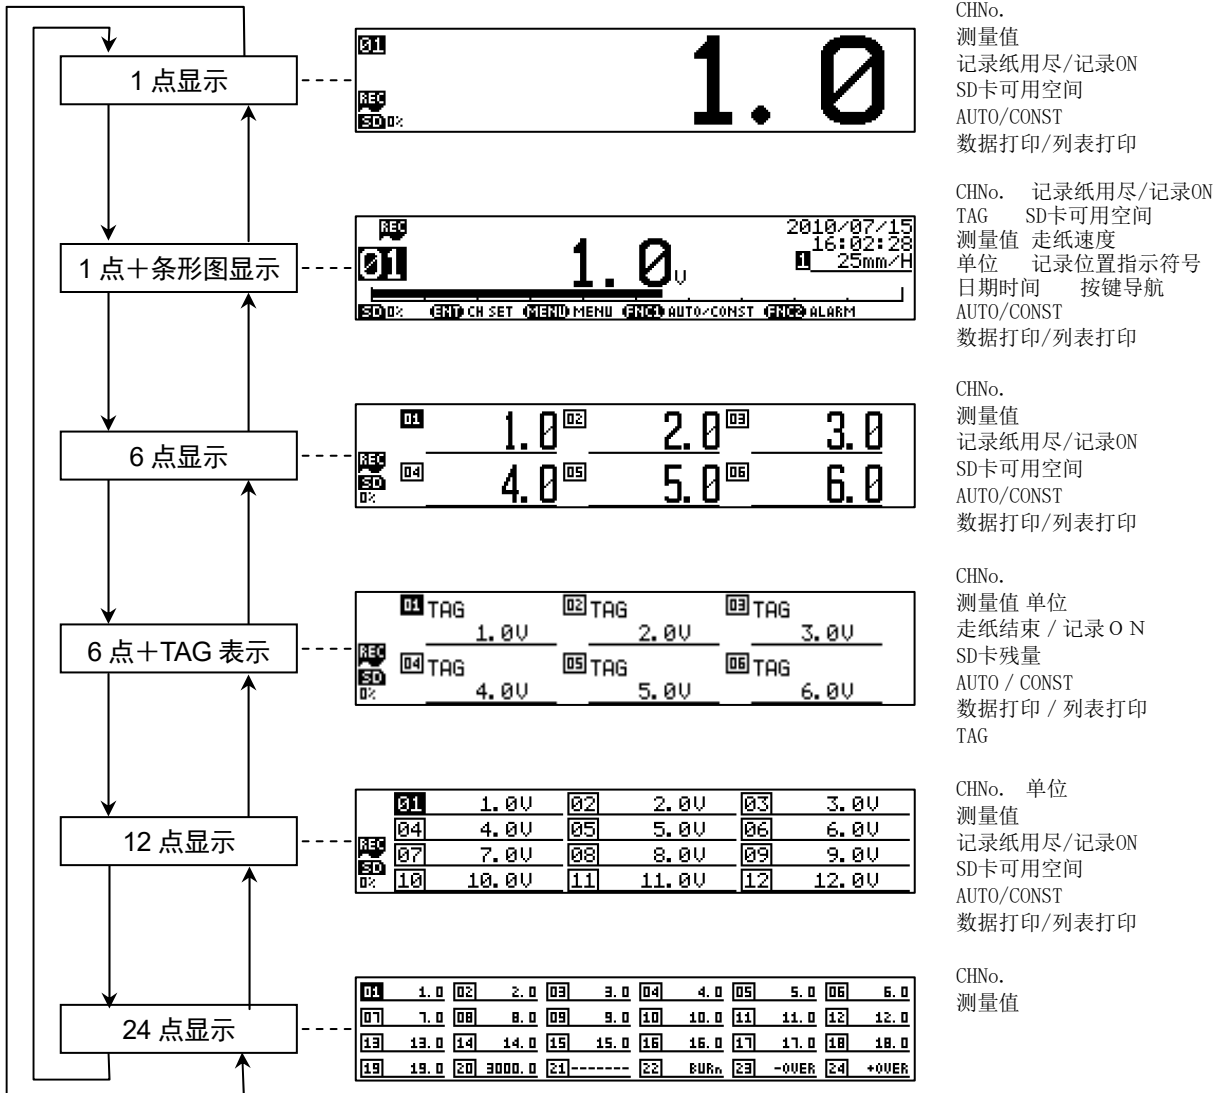 1 点显示
01
REC
SD 0%
1.0
CHNo.
测量值
记录纸用尽/记录ON
SD卡可用空间
AUTO/CONST
数据打印/列表打印
1 点＋条形图显示
REC
01
1.0V
2010/07/15
16:02:28
1 25mm/H
SD 0% ENT CH SET MENU MENU FNC1 AUTO/CONST FNC2 ALARM
CHNo. 记录纸用尽/记录ON
TAG SD卡可用空间
测量值 走纸速度
单位 记录位置指示符号
日期时间 按键导航
AUTO/CONST
数据打印/列表打印
6 点显示
REC
SD
0%
01 1.0 02 2.0 03 3.0
04 4.0 05 5.0 06 6.0
CHNo.
测量值
记录纸用尽/记录ON
SD卡可用空间
AUTO/CONST
数据打印/列表打印
6 点＋TAG 表示
REC
SD
0%
01 TAG 02 TAG 03 TAG
1.0V 2.0V 3.0V
04 TAG 05 TAG 06 TAG
4.0V 5.0V 6.0V
CHNo.
测量值 单位
走纸结束／记录ＯＮ
SD卡残量
AUTO／CONST
数据打印／列表打印
TAG
12 点显示
REC
SD
0%
01 1.0V 02 2.0V 03 3.0V
04 4.0V 05 5.0V 06 6.0V
07 7.0V 08 8.0V 09 9.0V
10 10.0V 11 11.0V 12 12.0V
CHNo. 单位
测量值
记录纸用尽/记录ON
SD卡可用空间
AUTO/CONST
数据打印/列表打印
24 点显示
01 1.0 02 2.0 03 3.0 04 4.0 05 5.0 06 6.0
07 7.0 08 8.0 09 9.0 10 10.0 11 11.0 12 12.0
13 13.0 14 14.0 15 15.0 16 16.0 17 17.0 18 18.0
19 19.0 20 3000.0 21 ------- 22 BURn 23 -OVER 24 +OVER
CHNo.
测量值